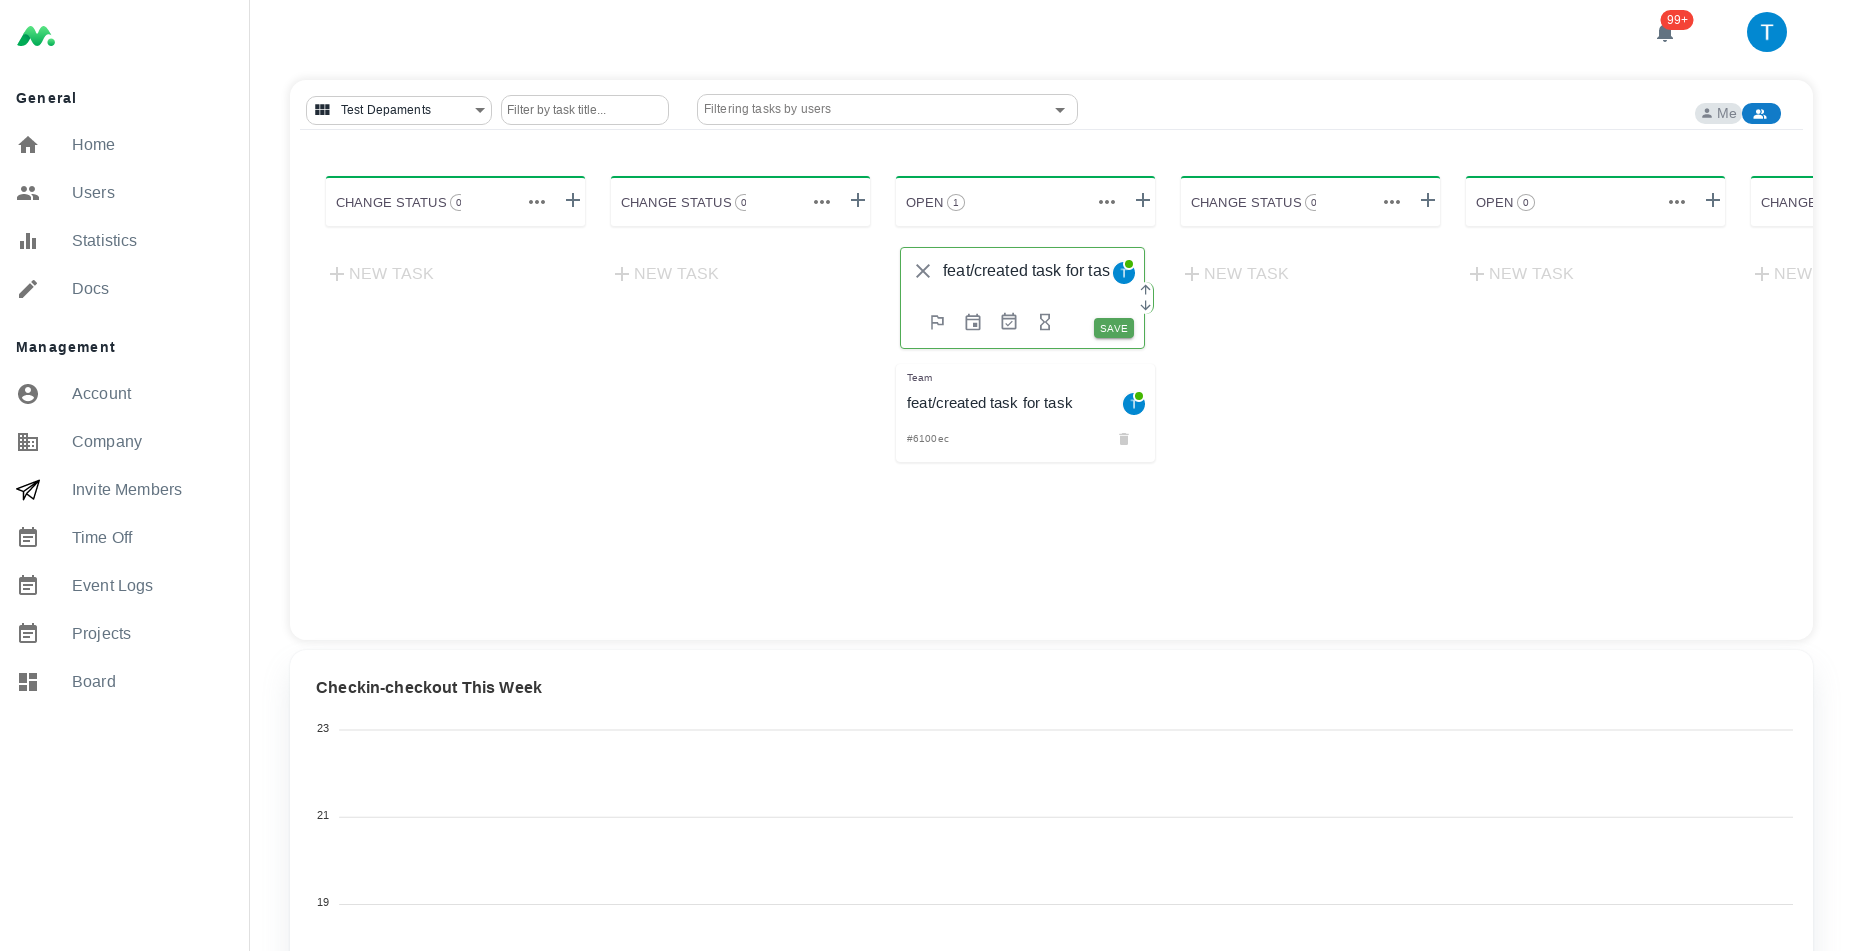 99+
T
General
Home
Users
Statistics
Docs
Management
Account
Company
Invite Members
Time Off
Event Logs
Projects
Board
Test Depaments
Filter by task title...
Filtering tasks by users
Me
CHANGE STATUS 0
NEW TASK
CHANGE STATUS 0
NEW TASK
OPEN 1
feat/created task for tas
T
SAVE
Team
feat/created task for task
T
#6100ec
CHANGE STATUS 0
NEW TASK
OPEN 0
NEW TASK
CHANGE
NEW
Checkin-checkout This Week
23
21
19